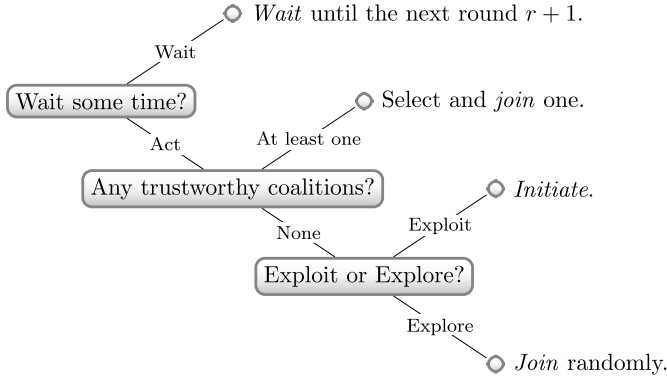 Wait until the next round r + 1.
Wait
Wait some time?
Select and join one.
Act
At least one
Any trustworthy coalitions?
Initiate.
None
Exploit
Exploit or Explore?
Explore
Join randomly.